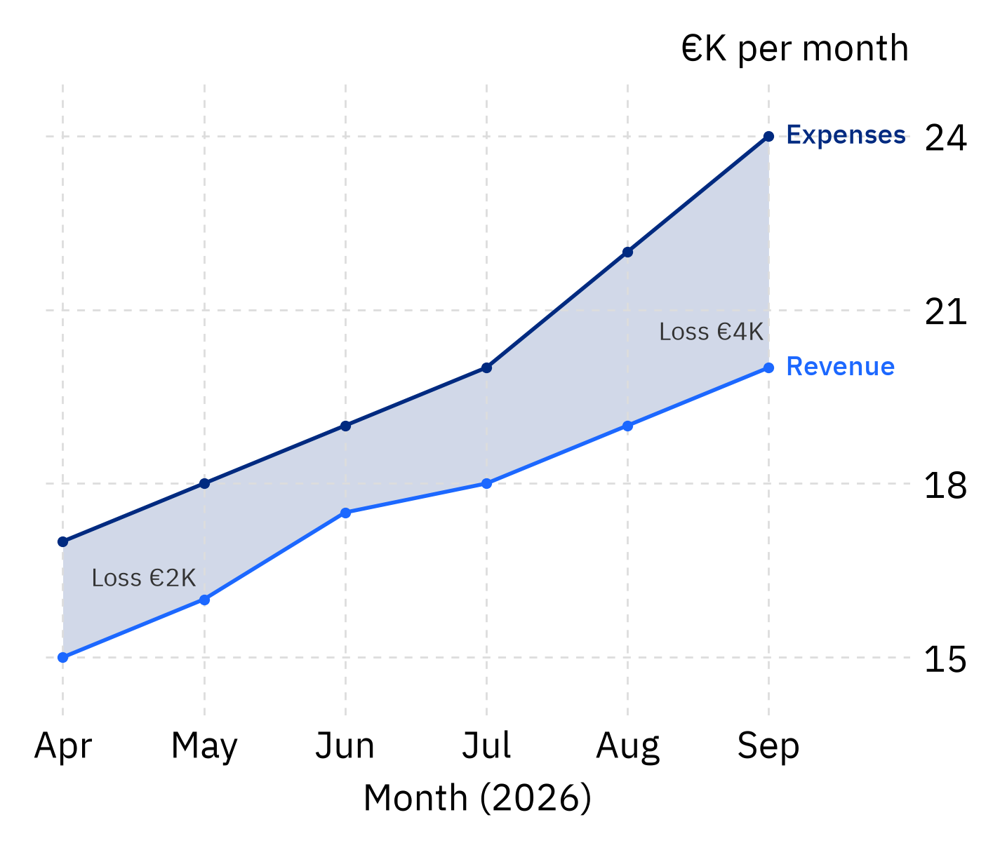 €K per month
Expenses
24
21
Loss €4K
Revenue
18
Loss €2K
15
Apr May Jun Jul Aug Sep
Month (2026)